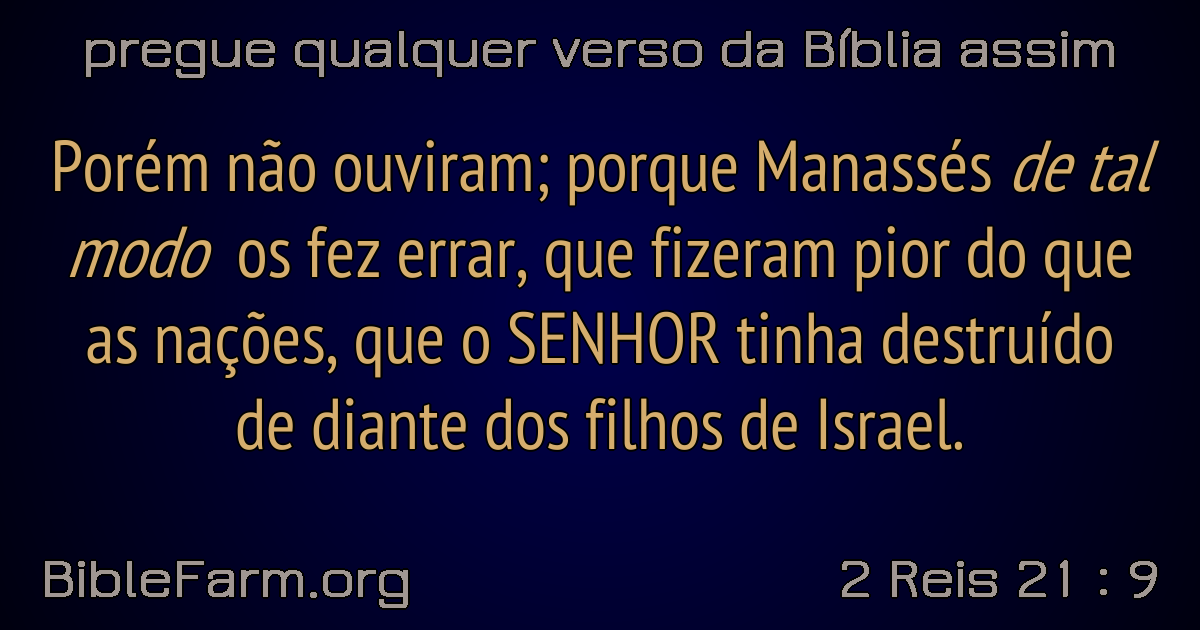 pregue qualquer verso da Bíblia assim
Porém não ouviram; porque Manassés de tal
modo os fez errar, que fizeram pior do que
as nações, que o SENHOR tinha destruído
de diante dos filhos de Israel.
BibleFarm.org
2 Reis 21 : 9